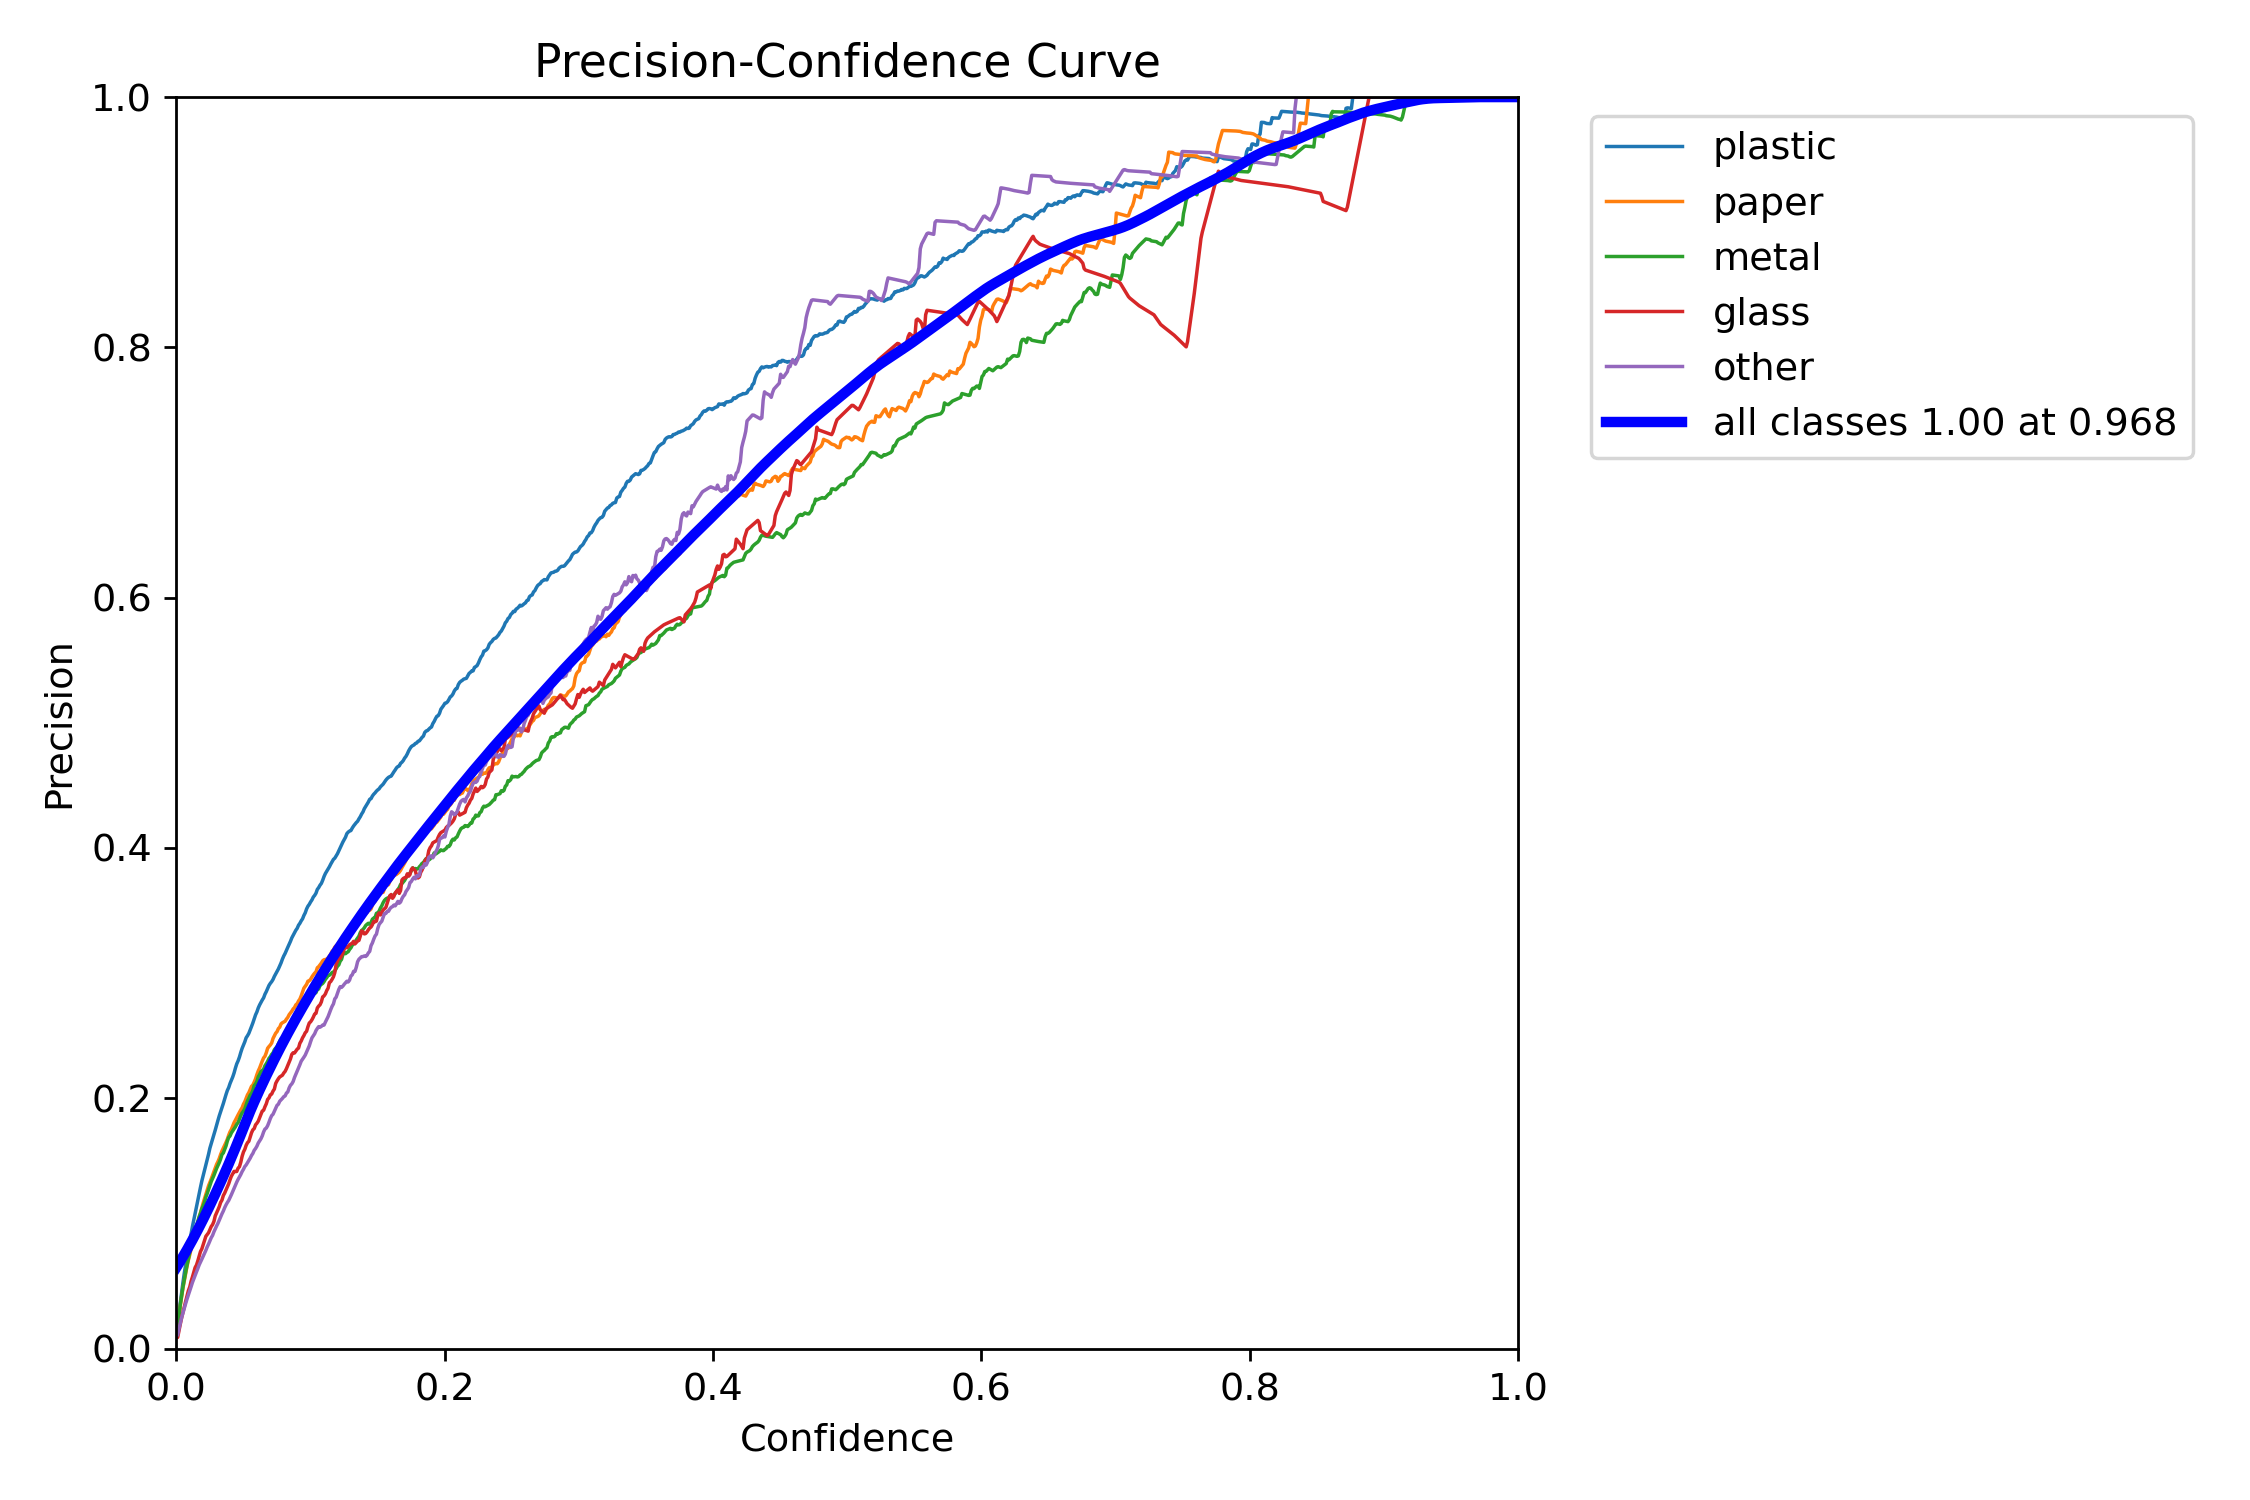 Precision-Confidence Curve
1.0
0.8
0.6
0.4
0.2
0.0
Precision
0.0 0.2 0.4 0.6 0.8 1.0
Confidence
plastic
paper
metal
glass
other
all classes 1.00 at 0.968